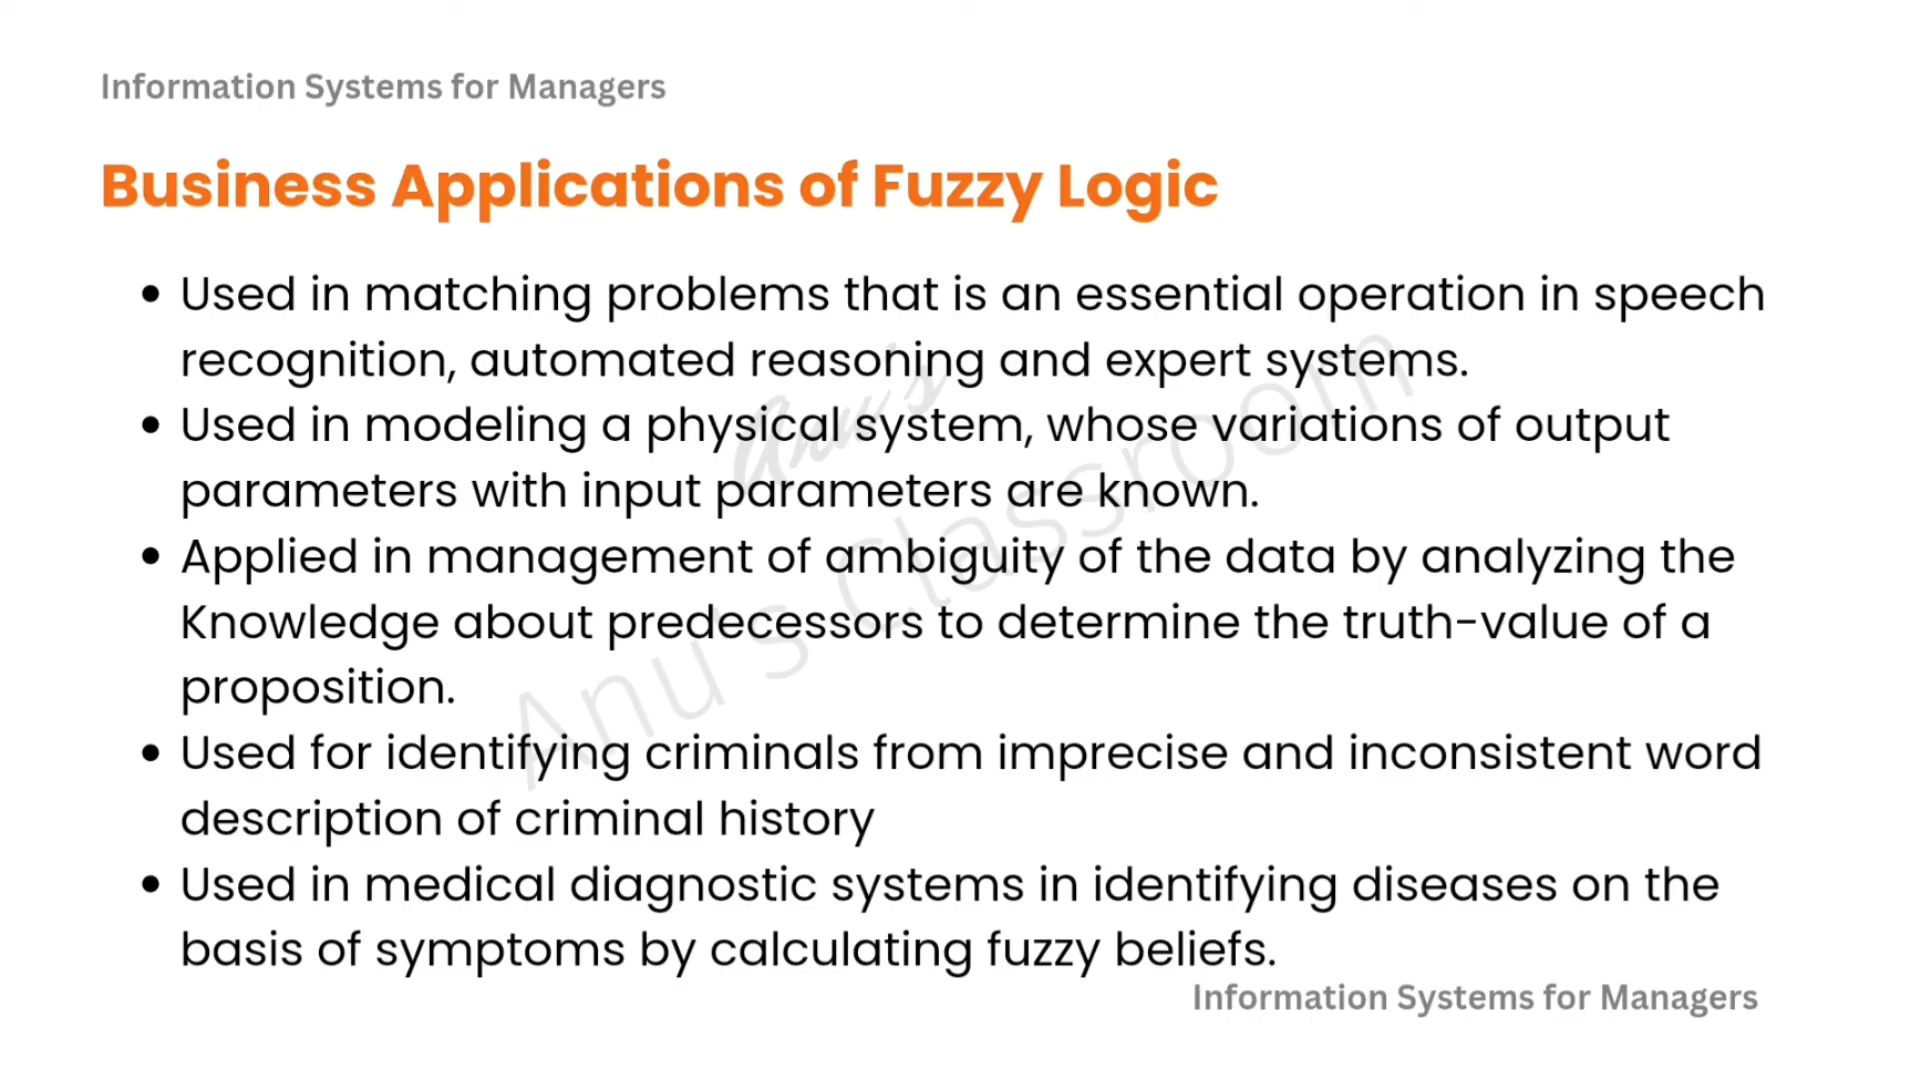 Information Systems for Managers
Business Applications of Fuzzy Logic
• Used in matching problems that is an essential operation in speech
recognition, automated reasoning and expert systems.
• Used in modeling a physical system, whose variations of output
parameters with input parameters are known.
• Applied in management of ambiguity of the data by analyzing the
Knowledge about predecessors to determine the truth-value of a
proposition.
• Used for identifying criminals from imprecise and inconsistent word
description of criminal history
• Used in medical diagnostic systems in identifying diseases on the
basis of symptoms by calculating fuzzy beliefs.
Information Systems for Managers
Anu's
Anu's Classroom